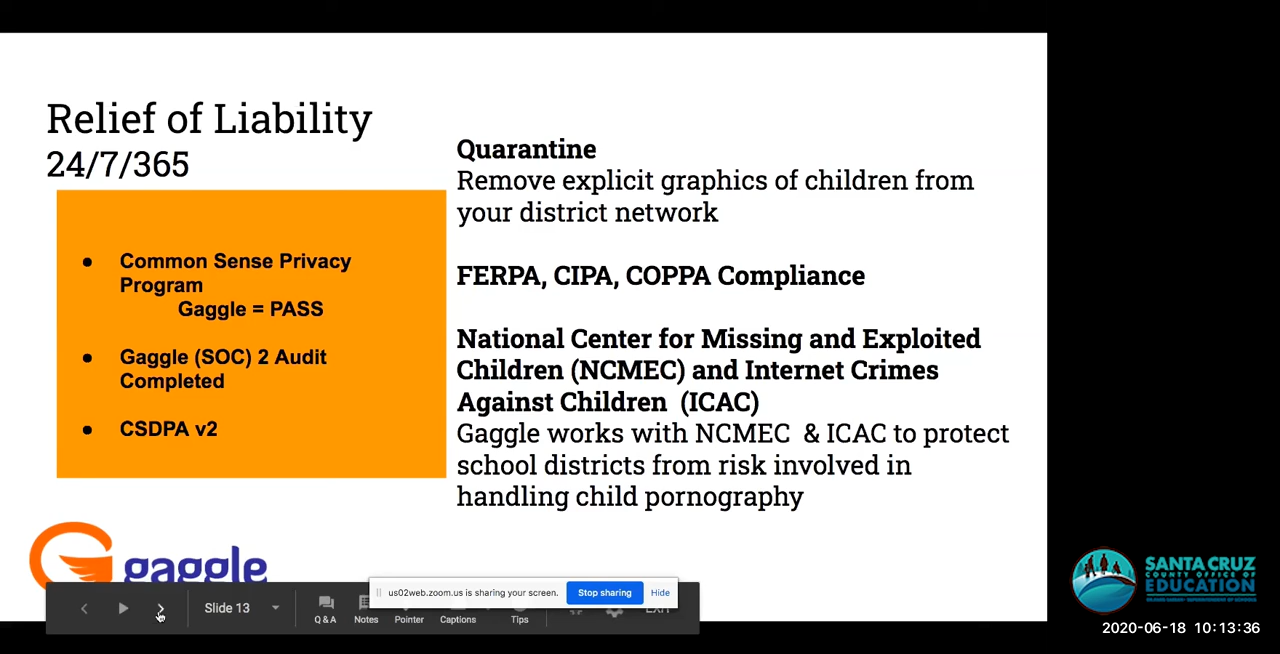 Relief of Liability
24/7/365
Common Sense Privacy
Program
Gaggle = PASS
Gaggle (SOC) 2 Audit
Completed
CSDPA v2
Quarantine
Remove explicit graphics of children from
your district network
FERPA, CIPA, COPPA Compliance
National Center for Missing and Exploited
Children (NCMEC) and Internet Crimes
Against Children (ICAC)
Gaggle works with NCMEC & ICAC to protect
school districts from risk involved in
handling child pornography
gaggle
us02web.zoom.us is sharing your screen.
Stop sharing
Hide
Slide 13
Q & A
Notes
Pointer
Captions
Tips
EXIT
SANTA CRUZ
COUNTY OFFICE OF
EDUCATION
2020-06-18 10:13:36